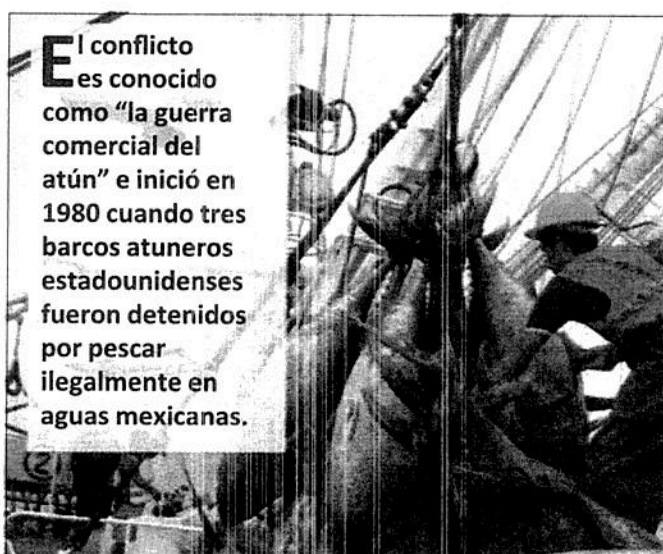 El conflicto
es conocido
como “la guerra
comercial del
atún” e inició en
1980 cuando tres
barcos atuneros
estadounidenses
fueron detenidos
por pescar
ilegalmente en
aguas mexicanas.